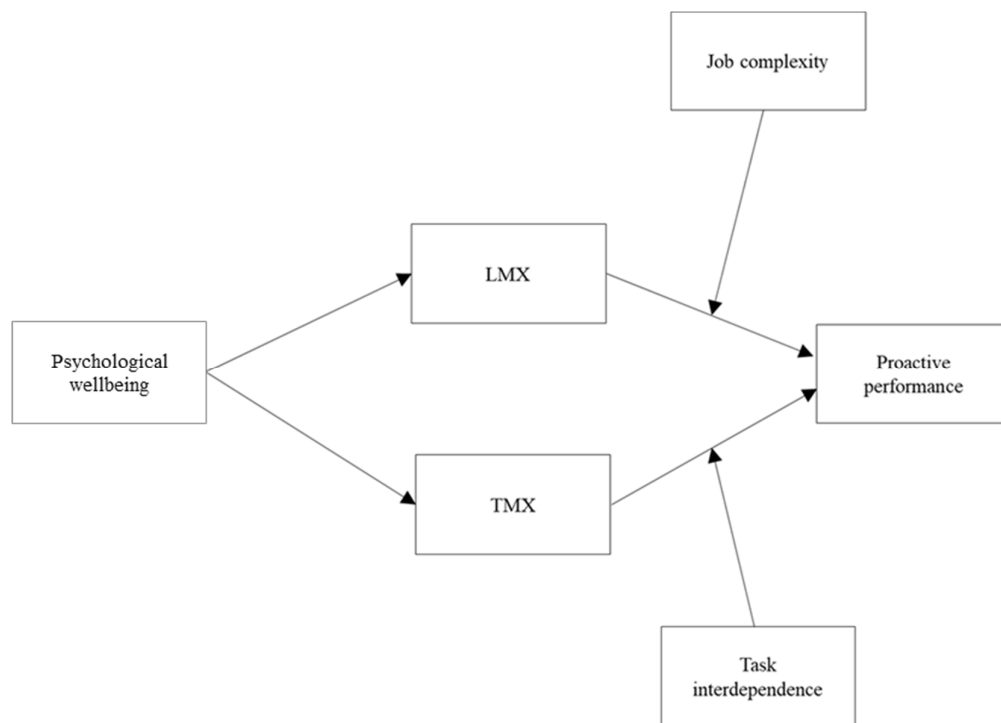 Job complexity
LMX
Psychological
wellbeing
Proactive
performance
TMX
Task
interdependence